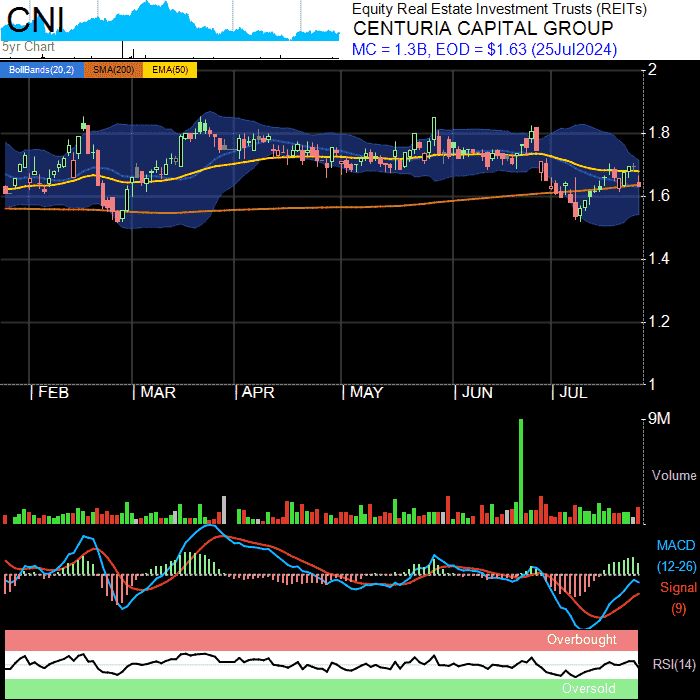 CNI
5yr Chart
Equity Real Estate Investment Trusts (REITs)
CENTURIA CAPITAL GROUP
MC = 1.3B, EOD = $1.63 (25Jul2024)
BollBands(20,2) SMA(200) EMA(50)
2
1.8
1.6
1.4
1.2
1
| FEB | MAR | APR | MAY | JUN | JUL
9M
Volume
MACD
(12-26)
Signal
(9)
Overbought
RSI(14)
Oversold